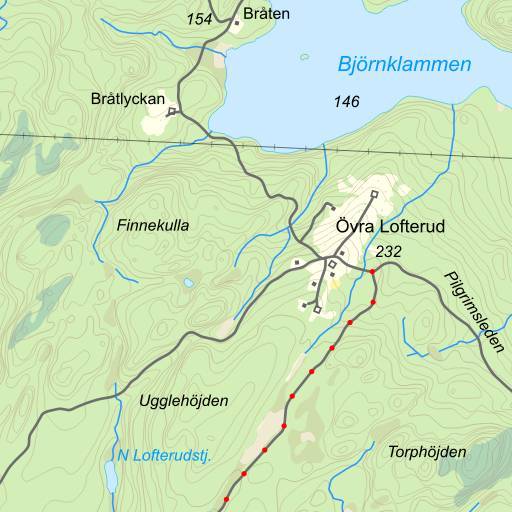 Bråten
154
Björnklammen
Bråtlyckan
146
Finnekulla
Övra Lofterud
232
Pilgrimsleden
Ugglehöjden
N Lofterudstj.
Torphöjden